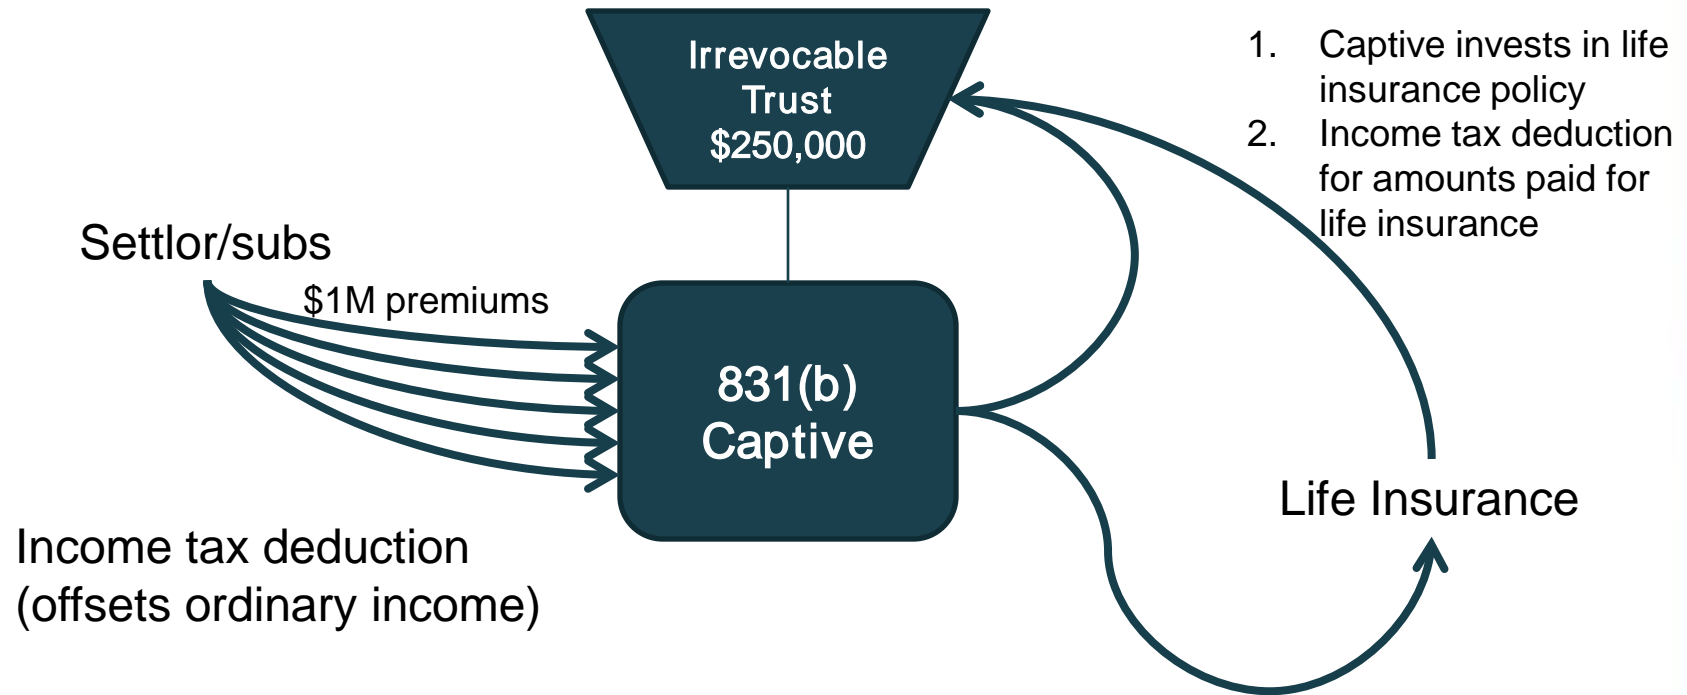 Irrevocable
Trust
$250,000
1. Captive invests in life
insurance policy
2. Income tax deduction
for amounts paid for
life insurance
Settlor/subs
$1M premiums
831(b)
Captive
Life Insurance
Income tax deduction
(offsets ordinary income)